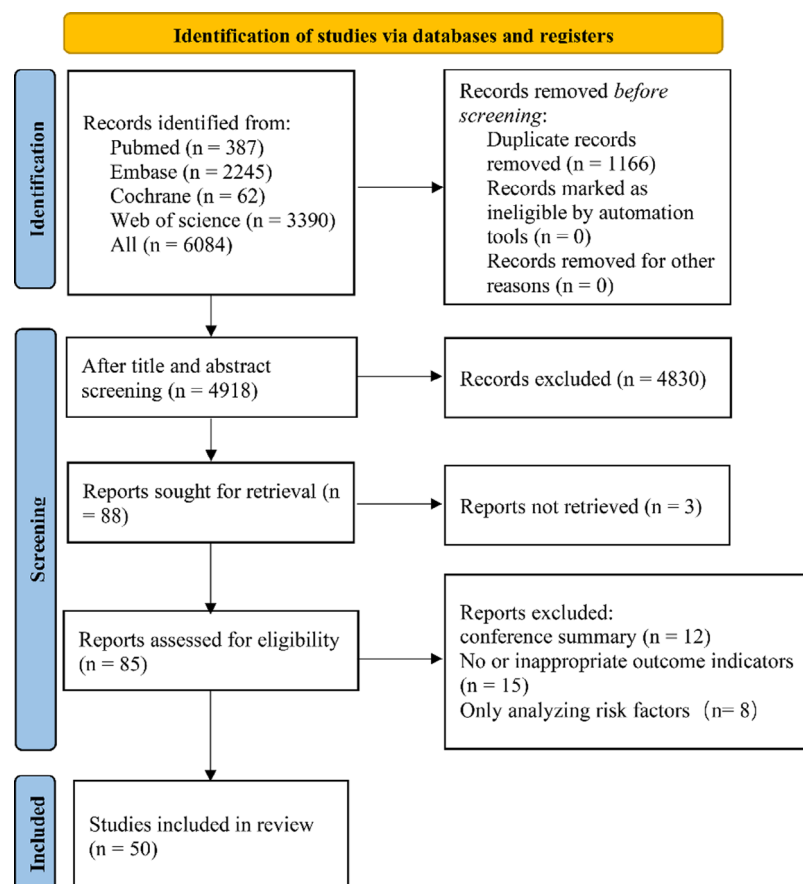 Identification of studies via databases and registers
Identification
Records identified from:
Pubmed (n = 387)
Embase (n = 2245)
Cochrane (n = 62)
Web of science (n = 3390)
All (n = 6084)
Records removed before
screening:
Duplicate records
removed (n = 1166)
Records marked as
ineligible by automation
tools (n = 0)
Records removed for other
reasons (n = 0)
Screening
After title and abstract
screening (n = 4918)
Records excluded (n = 4830)
Reports sought for retrieval (n
= 88)
Reports not retrieved (n = 3)
Reports assessed for eligibility
(n = 85)
Reports excluded:
conference summary (n = 12)
No or inappropriate outcome indicators
(n = 15)
Only analyzing risk factors（n= 8）
Included
Studies included in review
(n = 50)